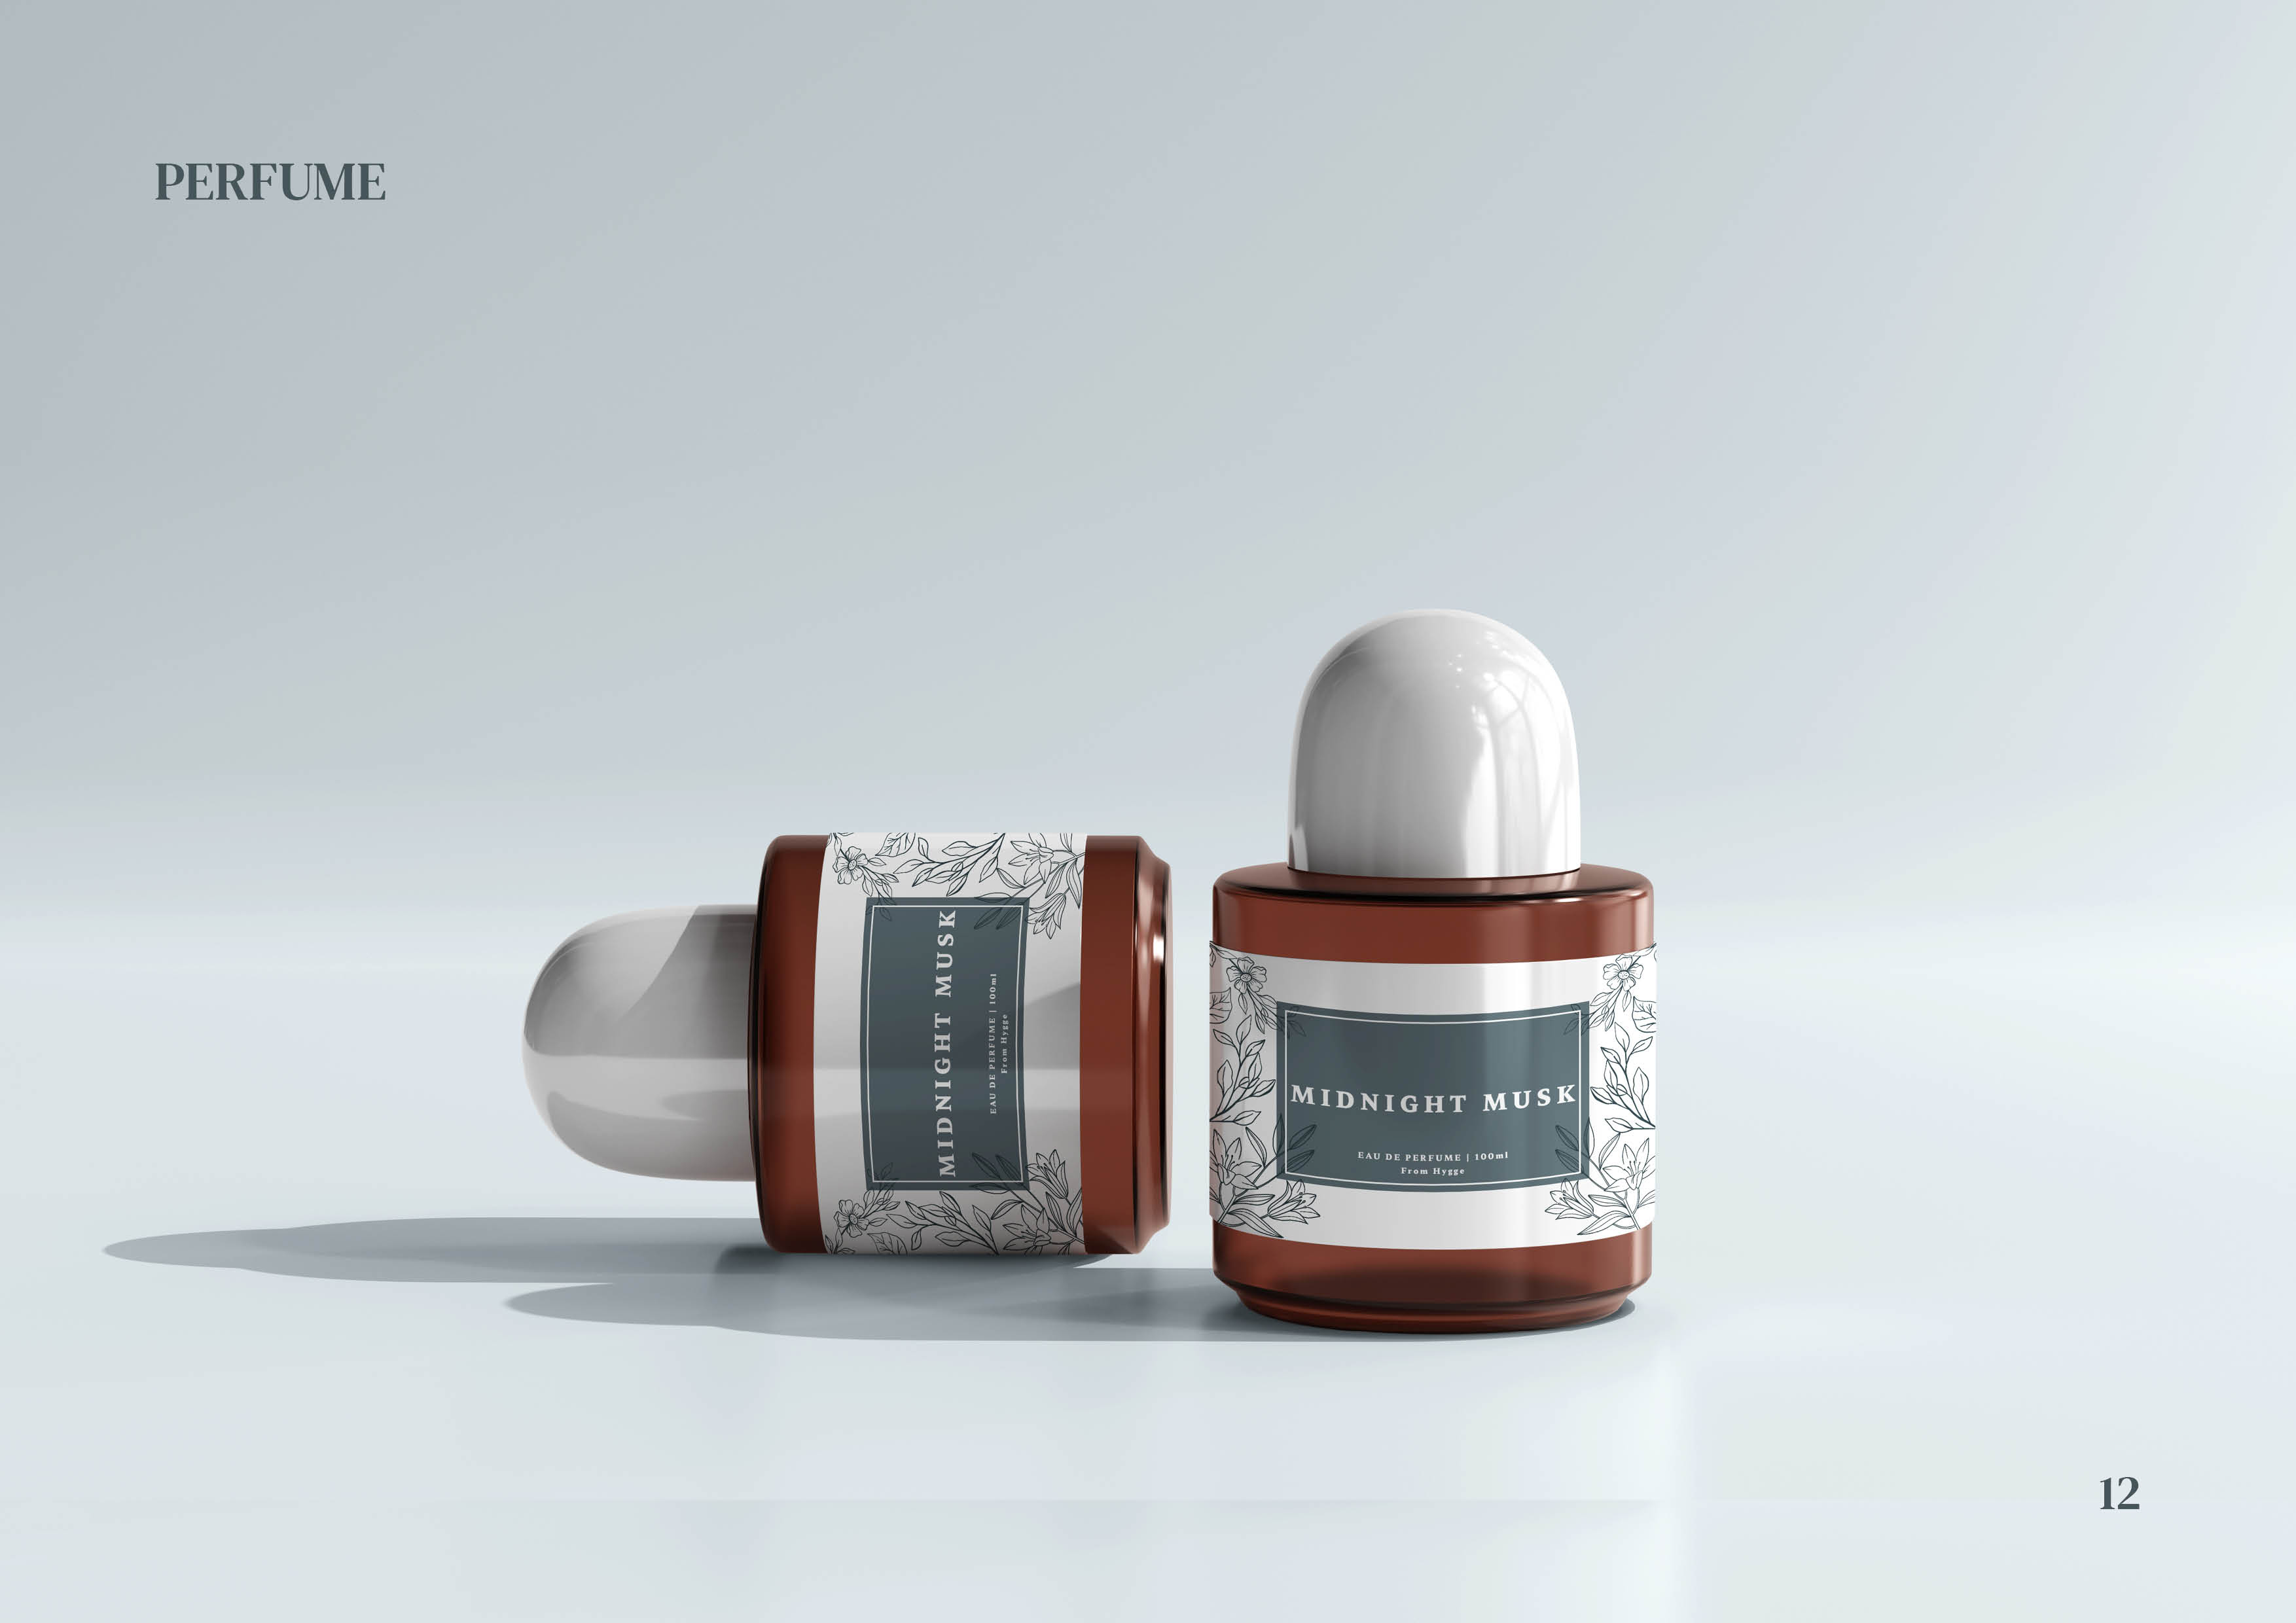 PERFUME
MIDNIGHT MUSK
EAU DE PERFUME | 100ml
From Hygge
MIDNIGHT MUSK
EAU DE PERFUME | 100ml
From Hygge
12